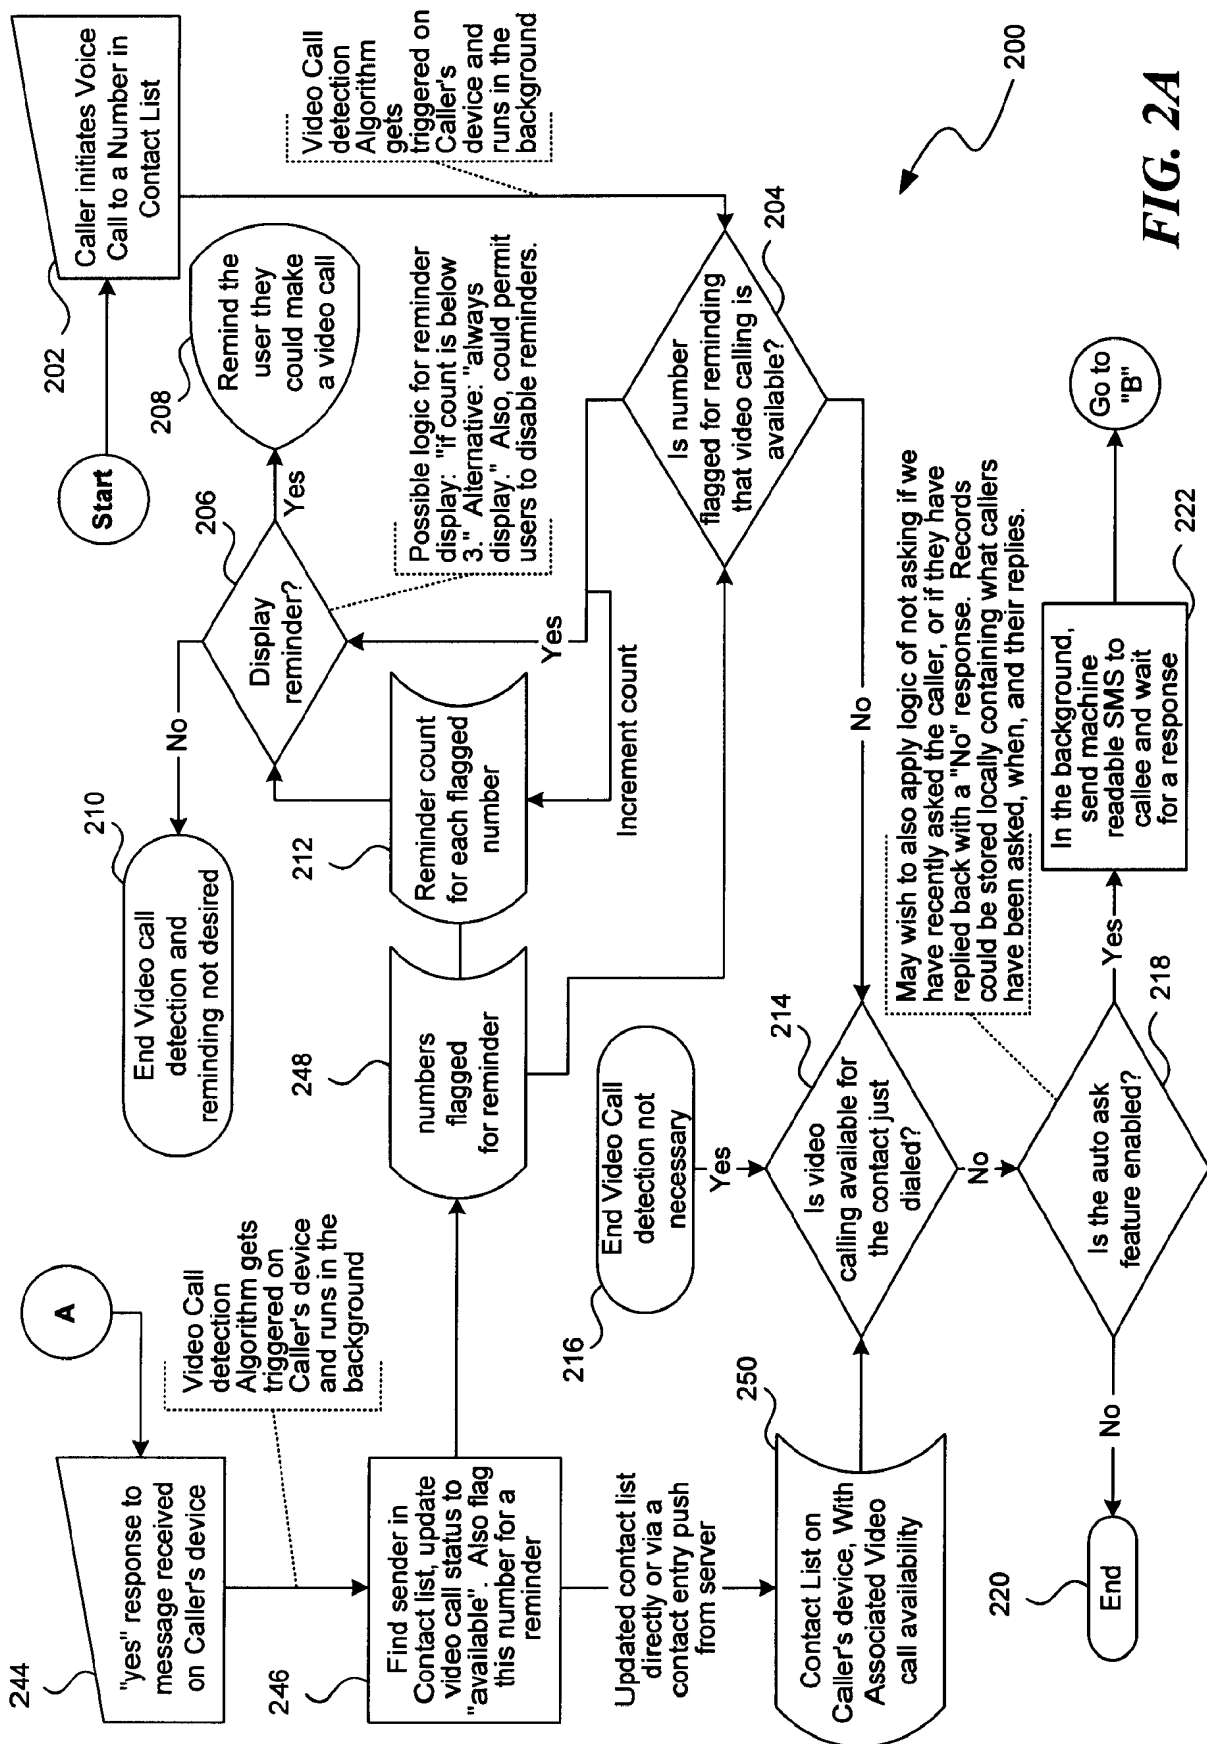 Start
202
Caller initiates Voice
Call to a Number in
Contact List
Video Call
detection
Algorithm
gets
triggered on
Caller's
device and
runs in the
background
204
Is number
flagged for reminding
that video calling is
available?
Yes
Increment count
206
Display
reminder?
Possible logic for reminder
display: "if count is below
3." Alternative: "always
display." Also, could permit
users to disable reminders.
Yes
208
Remind the
user they
could make
a video call
No
210
End Video call
detection and
reminding not desired
212
Reminder count
for each flagged
number
248
numbers
flagged
for reminder
No
214
Is video
calling available for
the contact just
dialed?
Yes
216
End Video Call
detection not
necessary
No
218
Is the auto ask
feature enabled?
May wish to also apply logic of not asking if we
have recently asked the caller, or if they have
replied back with a "No" response. Records
could be stored locally containing what callers
have been asked, when, and their replies.
No
220
End
Yes
222
In the background,
send machine
readable SMS to
callee and wait
for a response
Go to
"B"
A
244
"yes" response to
message received
on Caller's device
Video Call
detection
Algorithm gets
triggered on
Caller's device
and runs in the
background
246
Find sender in
Contact list, update
video call status to
"available". Also flag
this number for a
reminder
Updated contact list
directly or via a
contact entry push
from server
250
Contact List on
Caller's device, With
Associated Video
call availability
200
FIG. 2A